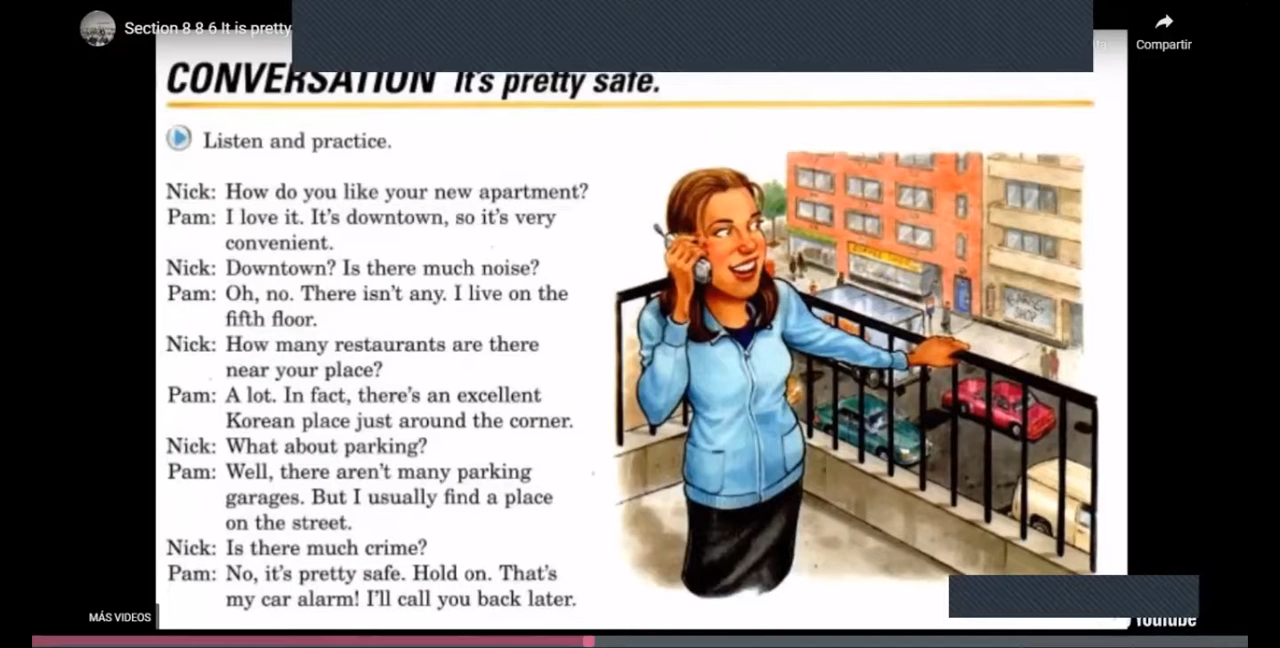 Section 8 8 6 It is pretty
Compartir
CONVERSATION It's pretty safe.
Listen and practice.
Nick: How do you like your new apartment?
Pam: I love it. It's downtown, so it's very
convenient.
Nick: Downtown? Is there much noise?
Pam: Oh, no. There isn't any. I live on the
fifth floor.
Nick: How many restaurants are there
near your place?
Pam: A lot. In fact, there's an excellent
Korean place just around the corner.
Nick: What about parking?
Pam: Well, there aren't many parking
garages. But I usually find a place
on the street.
Nick: Is there much crime?
Pam: No, it's pretty safe. Hold on. That's
my car alarm! I'll call you back later.
SHOP
MÁS VIDEOS
YouTube